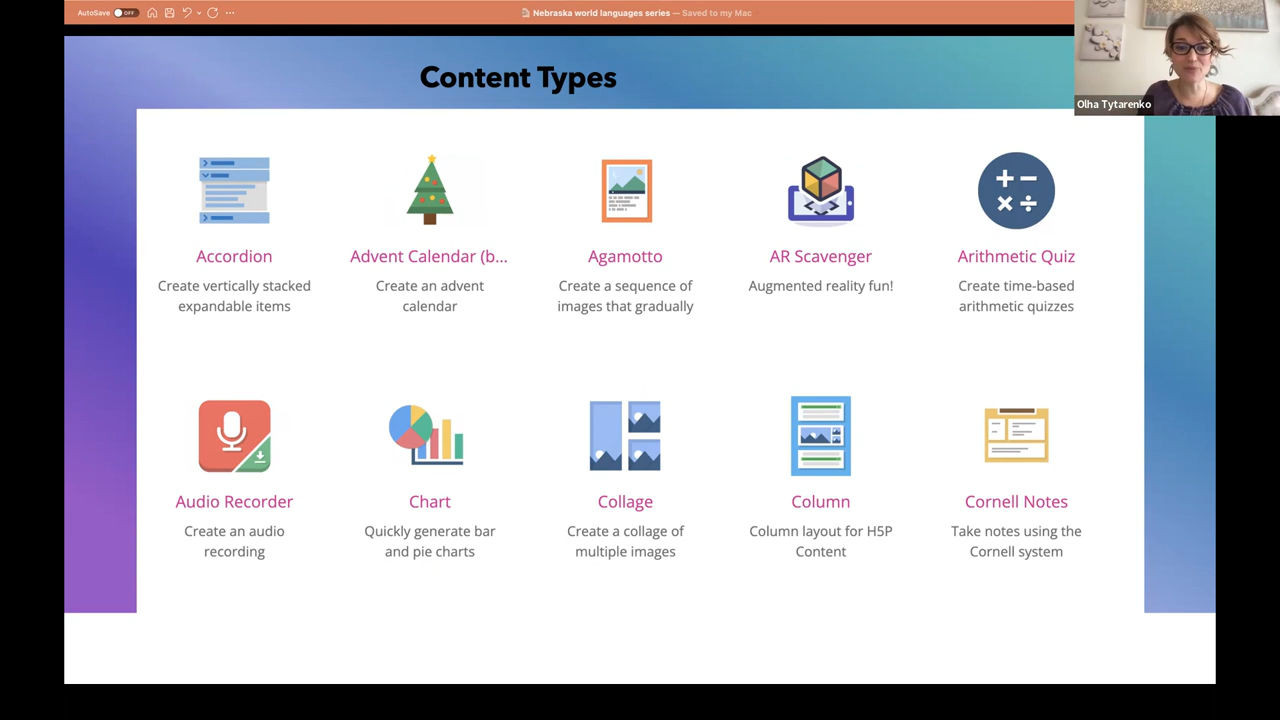 AutoSave OFF
Nebraska world languages series — Saved to my Mac
Olha Tytarenko
Content Types
Accordion
Create vertically stacked
expandable items
Advent Calendar (b...
Create an advent
calendar
Agamotto
Create a sequence of
images that gradually
AR Scavenger
Augmented reality fun!
Arithmetic Quiz
Create time-based
arithmetic quizzes
Audio Recorder
Create an audio
recording
Chart
Quickly generate bar
and pie charts
Collage
Create a collage of
multiple images
Column
Column layout for H5P
Content
Cornell Notes
Take notes using the
Cornell system